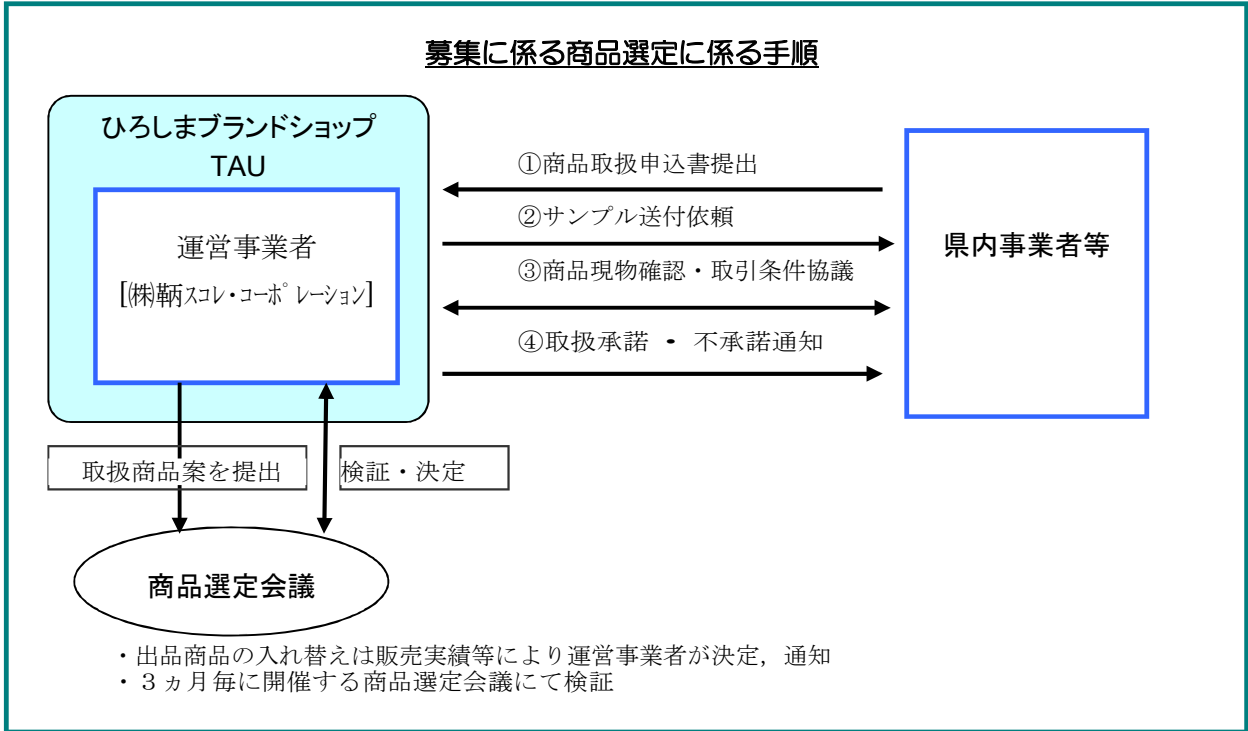 募集に係る商品選定に係る手順
ひろしまブランドショップ
TAU
運営事業者
[㈱鞆スコレ・コーポレーション]
①商品取扱申込書提出
②サンプル送付依頼
③商品現物確認・取引条件協議
④取扱承諾 ・ 不承諾通知
県内事業者等
取扱商品案を提出
検証・決定
商品選定会議
・出品商品の入れ替えは販売実績等により運営事業者が決定，通知
・３ヵ月毎に開催する商品選定会議にて検証